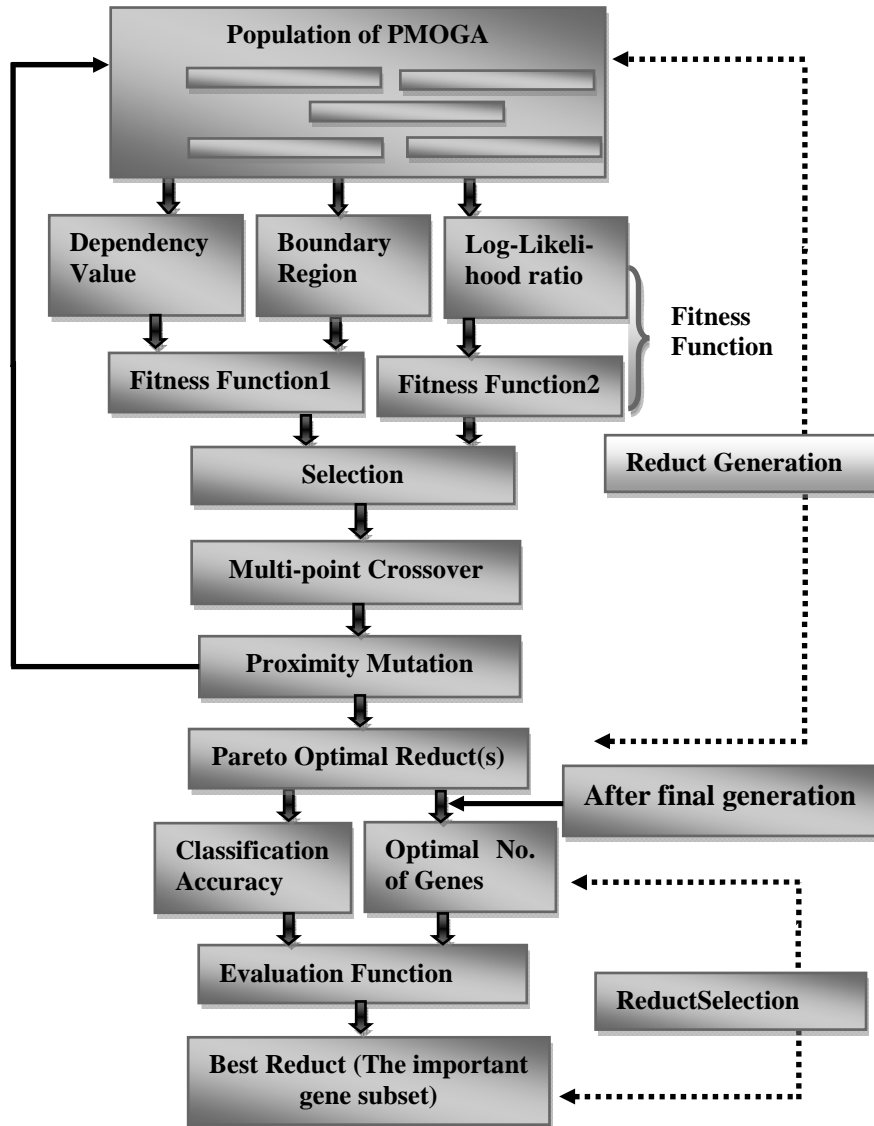 Population of PMOGA
Dependency
Value
Boundary
Region
Log-Likeli-
hood ratio
Fitness
Function
Fitness Function1
Fitness Function2
Selection
Reduct Generation
Multi-point Crossover
Proximity Mutation
Pareto Optimal Reduct(s)
After final generation
Classification
Accuracy
Optimal No.
of Genes
Evaluation Function
ReductSelection
Best Reduct (The important
gene subset)